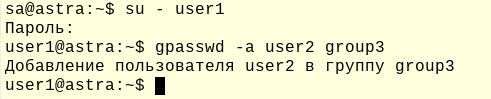 sa@astra:~$ su - user1
Пароль:
user1@astra:~$ gpasswd -a user2 group3
Добавление пользователя user2 в группу group3
user1@astra:~$